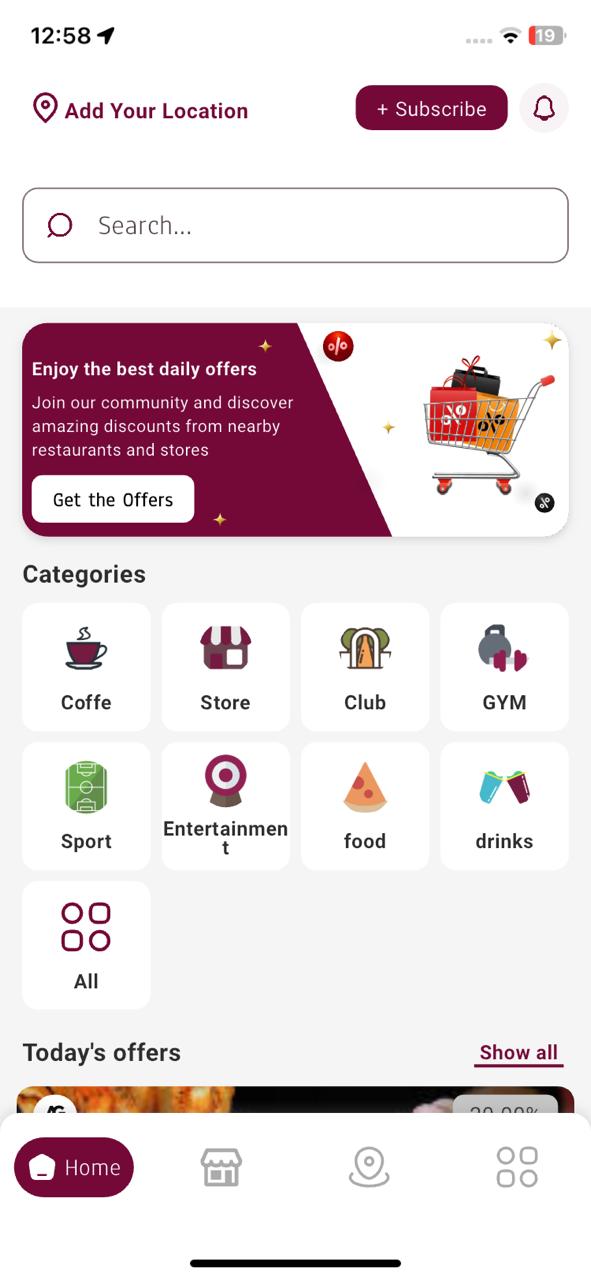 12:58
19
Add Your Location
+ Subscribe
Search...
Enjoy the best daily offers
Join our community and discover
amazing discounts from nearby
restaurants and stores
Get the Offers
Categories
Coffe
Store
Club
GYM
Sport
Entertainmen
t
food
drinks
All
Today's offers
Show all
Home